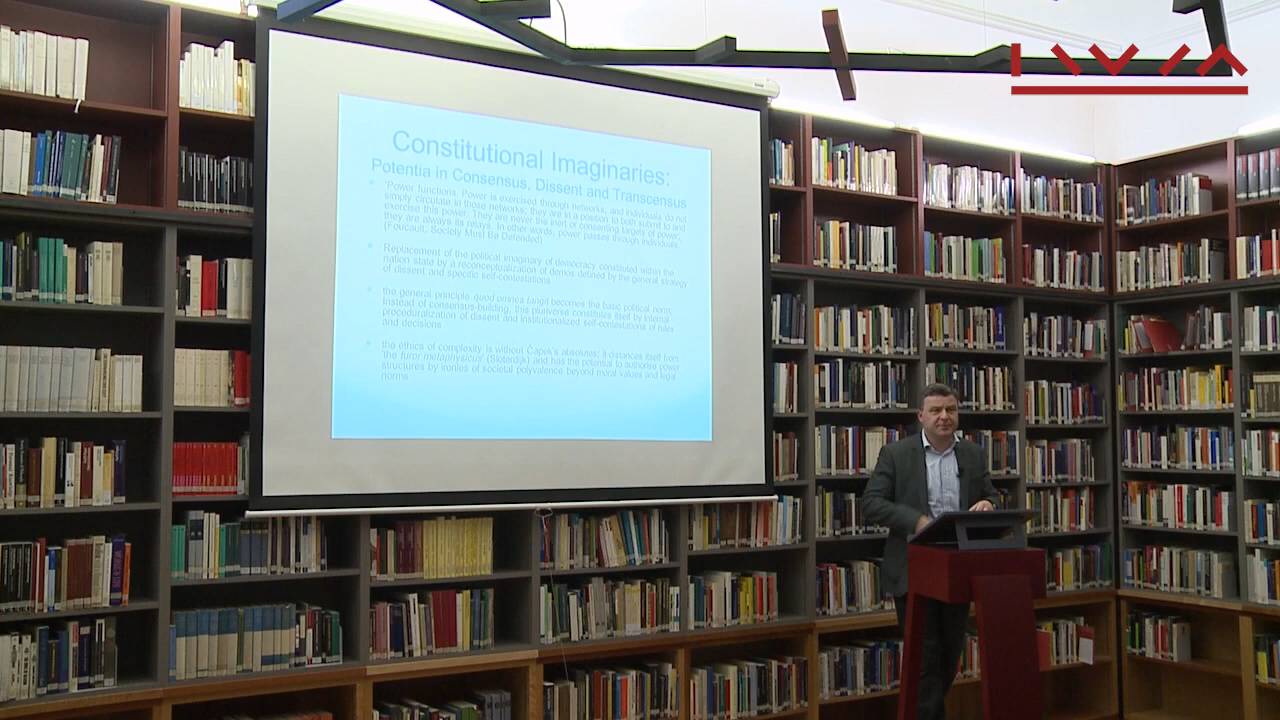 IWM
Constitutional Imaginaries:
Potentia in Consensus, Dissent and Transcensus
'Power functions. Power is exercised through networks, and individuals do not
simply circulate in those networks; they are in a position to both submit to and
exercise this power. They are never the inert or consenting targets of power;
they are always its relays. In other words, power passes through individuals.'
(Foucault, Society Must Be Defended)
Replacement of the political imaginary of democracy constituted within the
nation state by a reconceptualization of demos defined by the general strategy
of dissent and specific self-contestations
the general principle quod omnes tangit becomes the basic political norm;
instead of consensus-building, this pluriverse constitutes itself by internal
proceduralization of dissent and institutionalized self-contestations of rules
and decisions
the ethics of complexity is without Čapek's absolutes; it distances itself from
'the furor metaphysicus' (Sloterdijk) and has the potential to authorise power
structures by ironies of societal polyvalence beyond moral values and legal
norms